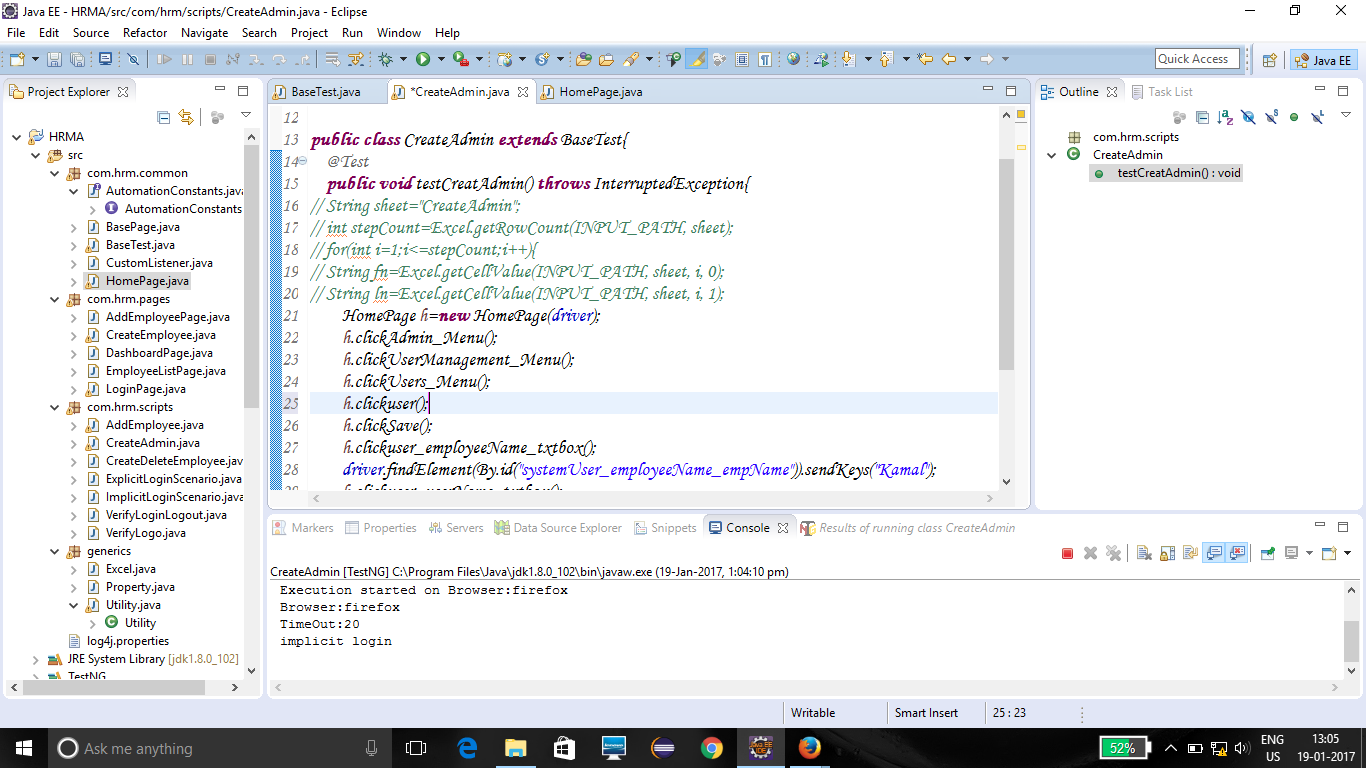 Java EE - HRMA/src/com/hrm/scripts/CreateAdmin.java - Eclipse
File Edit Source Refactor Navigate Search Project Run Window Help
Quick Access
Java EE
Project Explorer
HRMA
src
com.hrm.common
AutomationConstants.java
AutomationConstants
BasePage.java
BaseTest.java
CustomListener.java
HomePage.java
com.hrm.pages
AddEmployeePage.java
CreateEmployee.java
DashboardPage.java
EmployeeListPage.java
LoginPage.java
com.hrm.scripts
AddEmployee.java
CreateAdmin.java
CreateDeleteEmployee.jav
ExplicitLoginScenario.java
ImplicitLoginScenario.java
VerifyLoginLogout.java
VerifyLogo.java
generics
Excel.java
Property.java
Utility.java
Utility
log4j.properties
JRE System Library [jdk1.8.0_102]
TestNG
BaseTest.java *CreateAdmin.java HomePage.java
12
13 public class CreateAdmin extends BaseTest{
14 @Test
15 public void testCreatAdmin() throws InterruptedException{
16 // String sheet="CreateAdmin";
17 // int stepCount=Excel.getRowCount(INPUT_PATH, sheet);
18 // for(int i=1;i<=stepCount;i++){
19 // String fn=Excel.getCellValue(INPUT_PATH, sheet, i, 0);
20 // String ln=Excel.getCellValue(INPUT_PATH, sheet, i, 1);
21 HomePage h=new HomePage(driver);
22 h.clickAdmin_Menu();
23 h.clickUserManagement_Menu();
24 h.clickUsers_Menu();
25 h.clickuser();
26 h.clickSave();
27 h.clickuser_employeeName_txtbox();
28 driver.findElement(By.id("systemUser_employeeName_empName")).sendKeys("Kamal");
Outline Task List
com.hrm.scripts
CreateAdmin
testCreatAdmin() : void
Markers Properties Servers Data Source Explorer Snippets Console Results of running class CreateAdmin
CreateAdmin [TestNG] C:\Program Files\Java\jdk1.8.0_102\bin\javaw.exe (19-Jan-2017, 1:04:10 pm)
Execution started on Browser:firefox
Browser:firefox
TimeOut:20
implicit login
Writable Smart Insert 25 : 23
Ask me anything
52%
ENG
US
13:05
19-01-2017